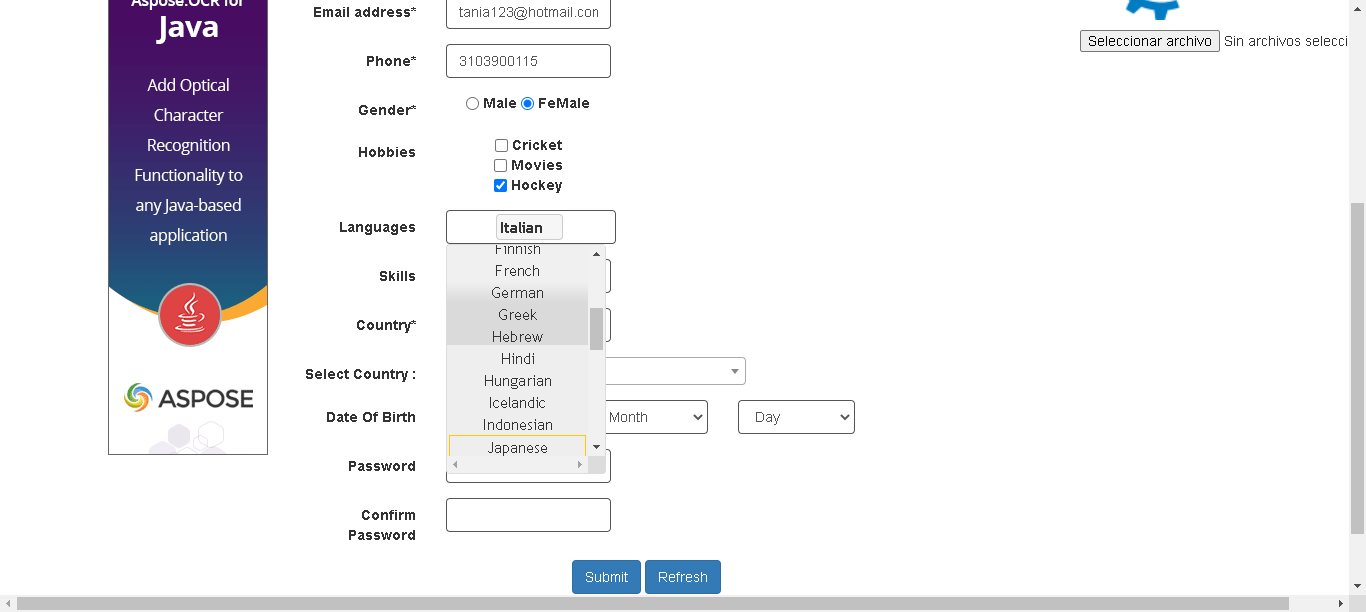 Aspose.OCR for
Java
Add Optical
Character
Recognition
Functionality to
any Java-based
application
ASPOSE
Email address*
tania123@hotmail.con
Phone*
3103900115
Gender*
Male
FeMale
Hobbies
Cricket
Movies
Hockey
Languages
Italian
Finnish
French
German
Greek
Hebrew
Hindi
Hungarian
Icelandic
Indonesian
Japanese
Skills
Country*
Select Country :
Date Of Birth
Month
Day
Password
Confirm
Password
Submit
Refresh
Seleccionar archivo
Sin archivos selecci